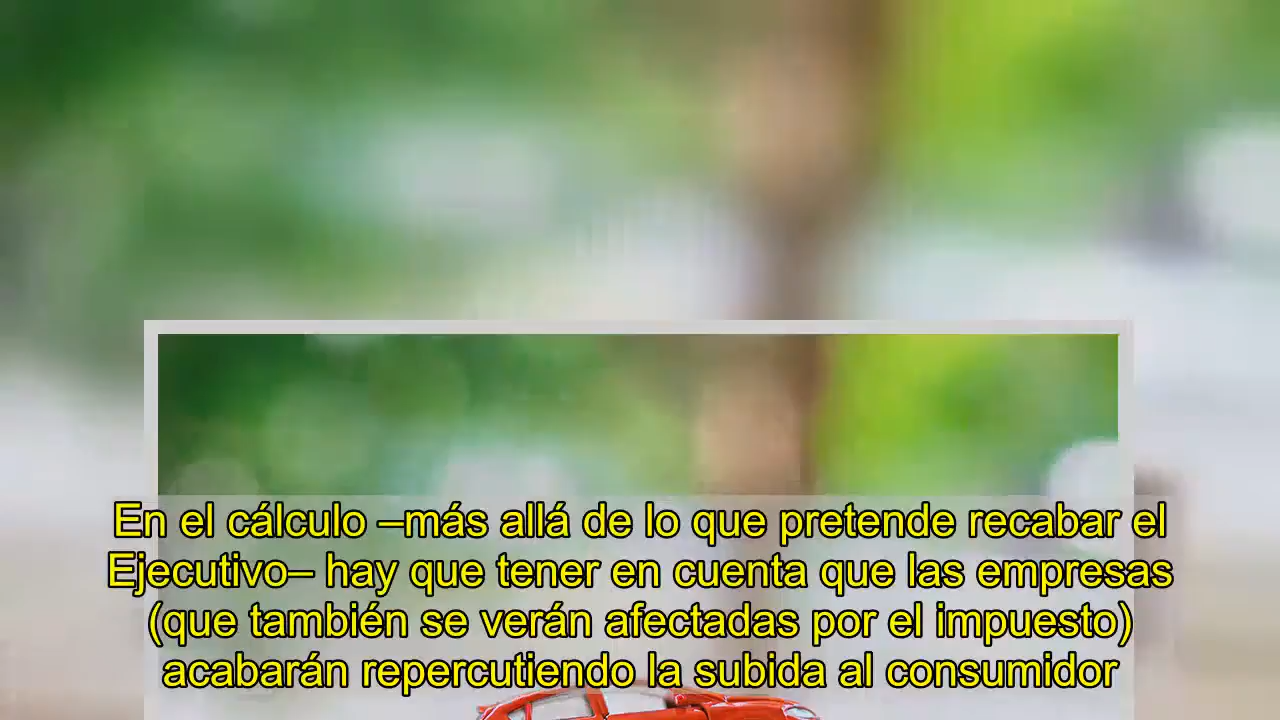 En el cálculo –más allá de lo que pretende recabar el
Ejecutivo– hay que tener en cuenta que las empresas
(que también se verán afectadas por el impuesto)
acabarán repercutiendo la subida al consumidor